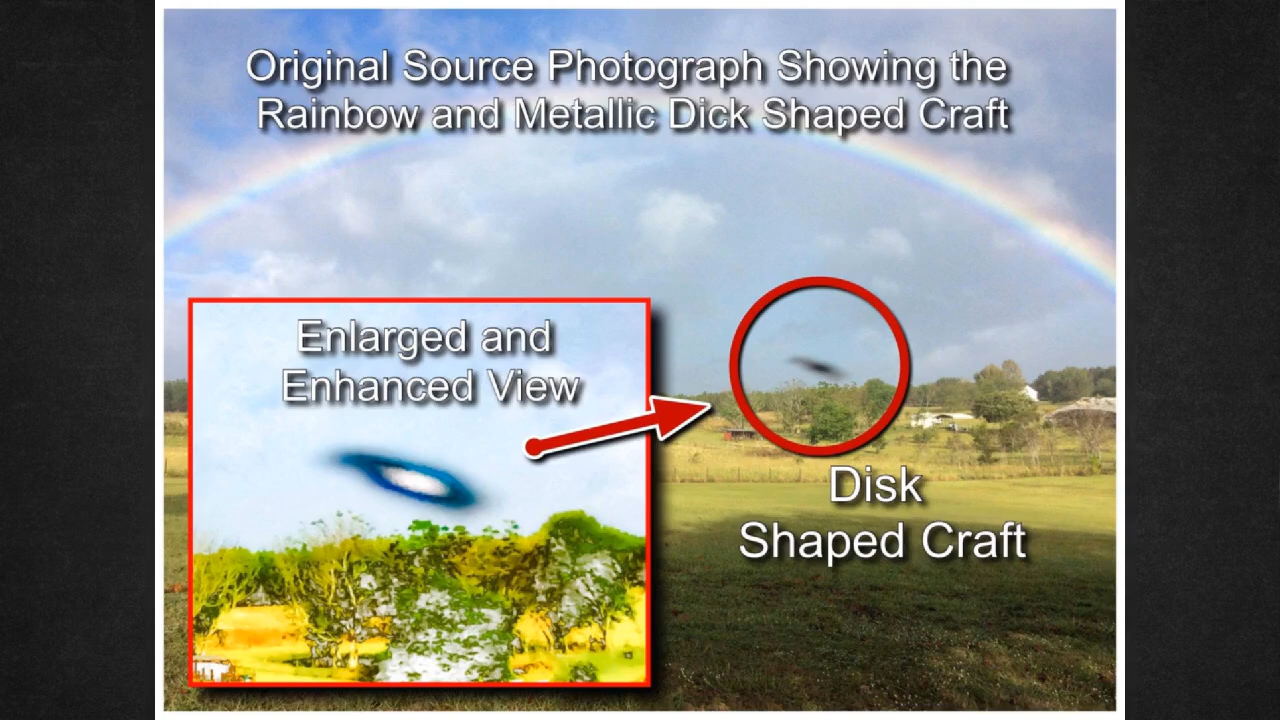 Original Source Photograph Showing the
Rainbow and Metallic Dick Shaped Craft
Enlarged and
Enhanced View
Disk
Shaped Craft